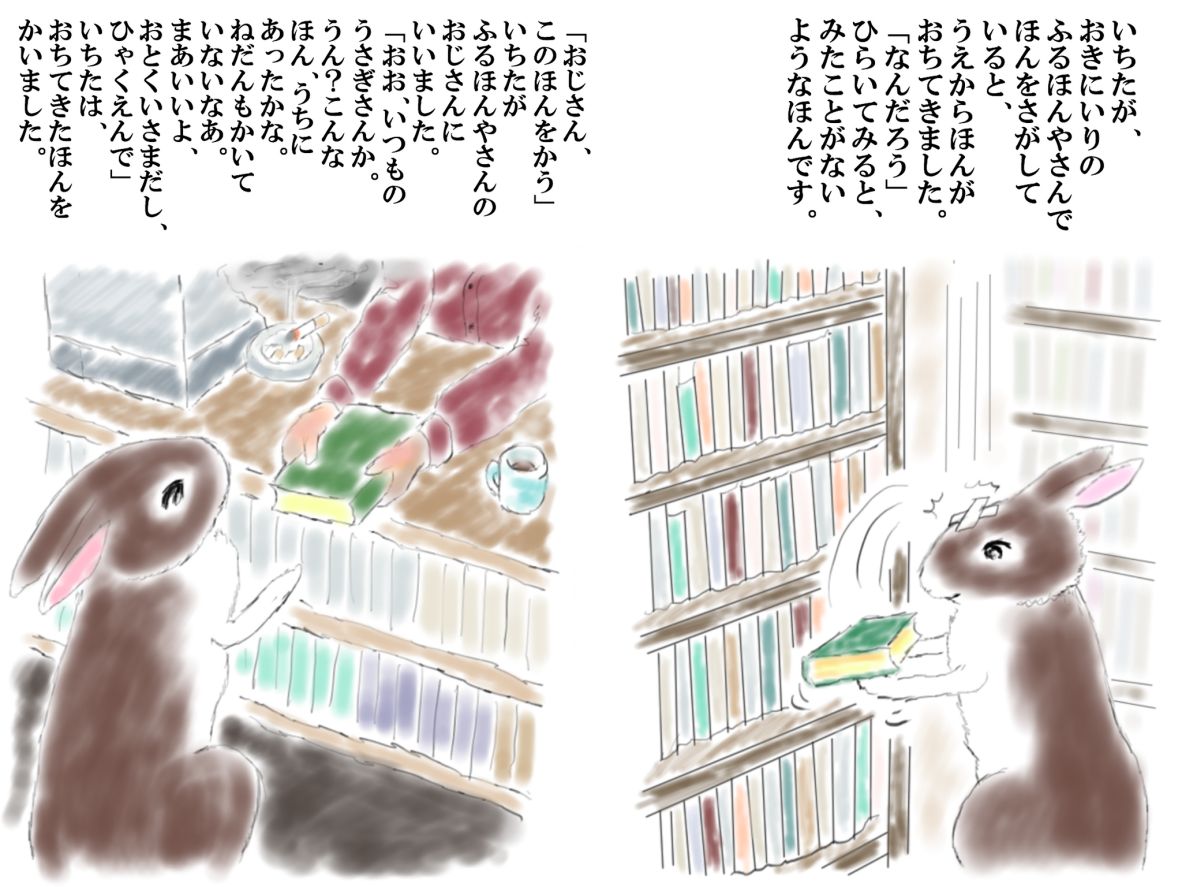 いちたが、
おきにいりの
ふるほんやさんで
ほんをさがして
いると、
うえからほんが
おちてきました。
「なんだろう」
ひらいてみると、
みたことがない
ようなほんです。
「おじさん、
このほんをかう」
いちたが
ふるほんやさんの
おじさんに
いいました。
「おお、いつもの
うさぎさんか。
うん？こんな
ほん、うちに
あったかな。
ねだんもかいて
いないなあ。
まあいいよ、
おとくいさまだし、
ひゃくえんで」
いちたは、
おちてきたほんを
かいました。